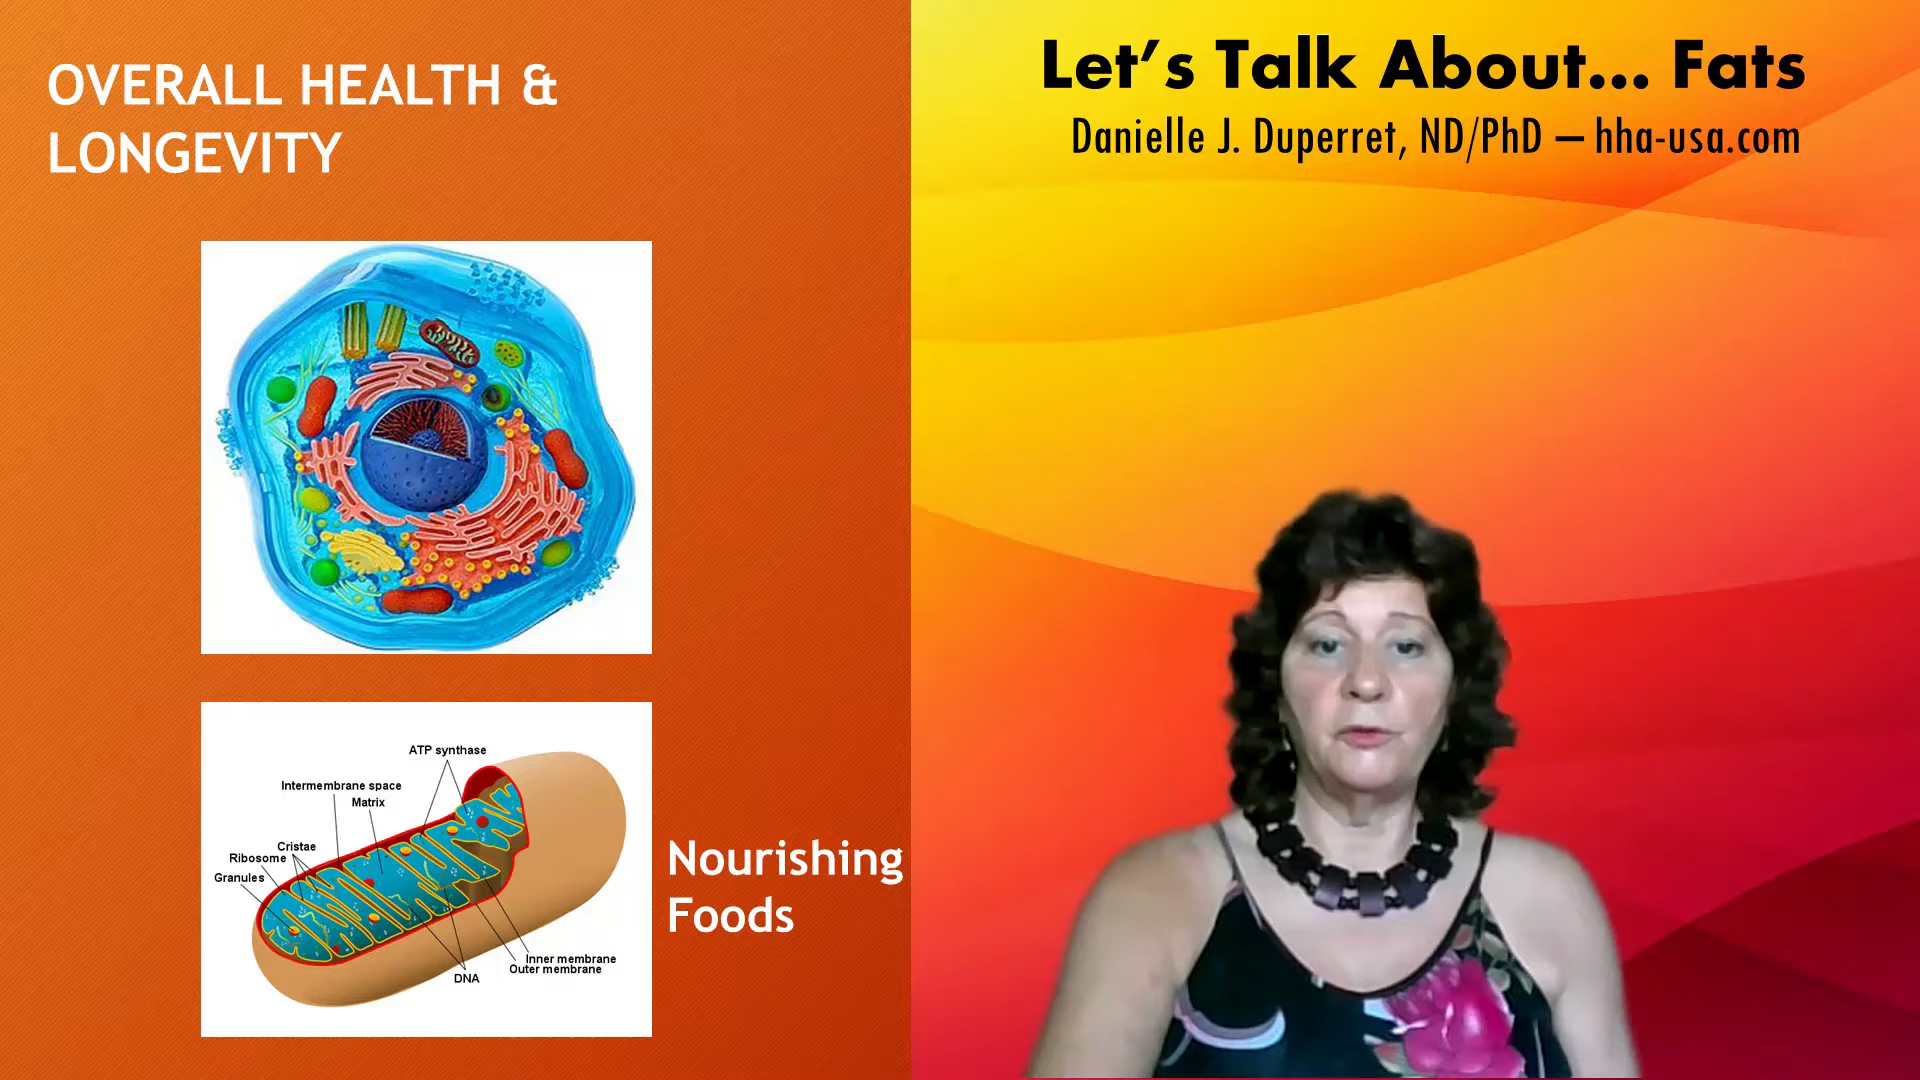 OVERALL HEALTH &
LONGEVITY
Let’s Talk About... Fats
Danielle J. Duperret, ND/PhD – hha-usa.com
ATP synthase
Intermembrane space
Matrix
Cristae
Ribosome
Granules
Inner membrane
Outer membrane
DNA
Nourishing
Foods